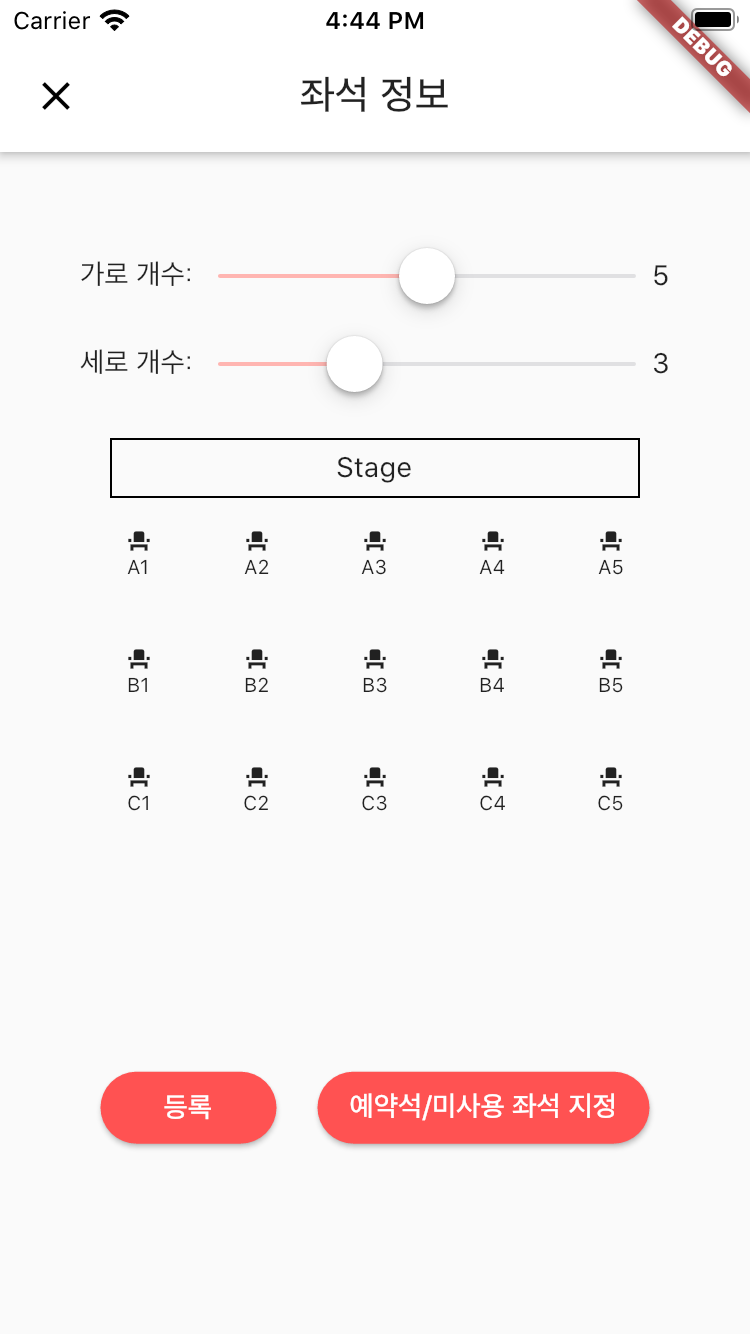 Carrier 4:44 PM
DEBUG
좌석 정보
가로 개수: 5
세로 개수: 3
Stage
A1 A2 A3 A4 A5
B1 B2 B3 B4 B5
C1 C2 C3 C4 C5
등록 예약석/미사용 좌석 지정